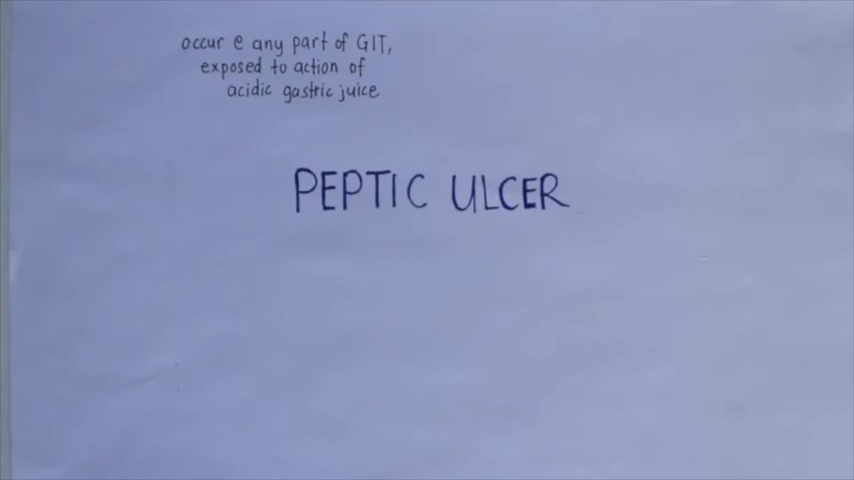 occur e any part of GIT,
exposed to action of
acidic gastric juice
PEPTIC ULCER